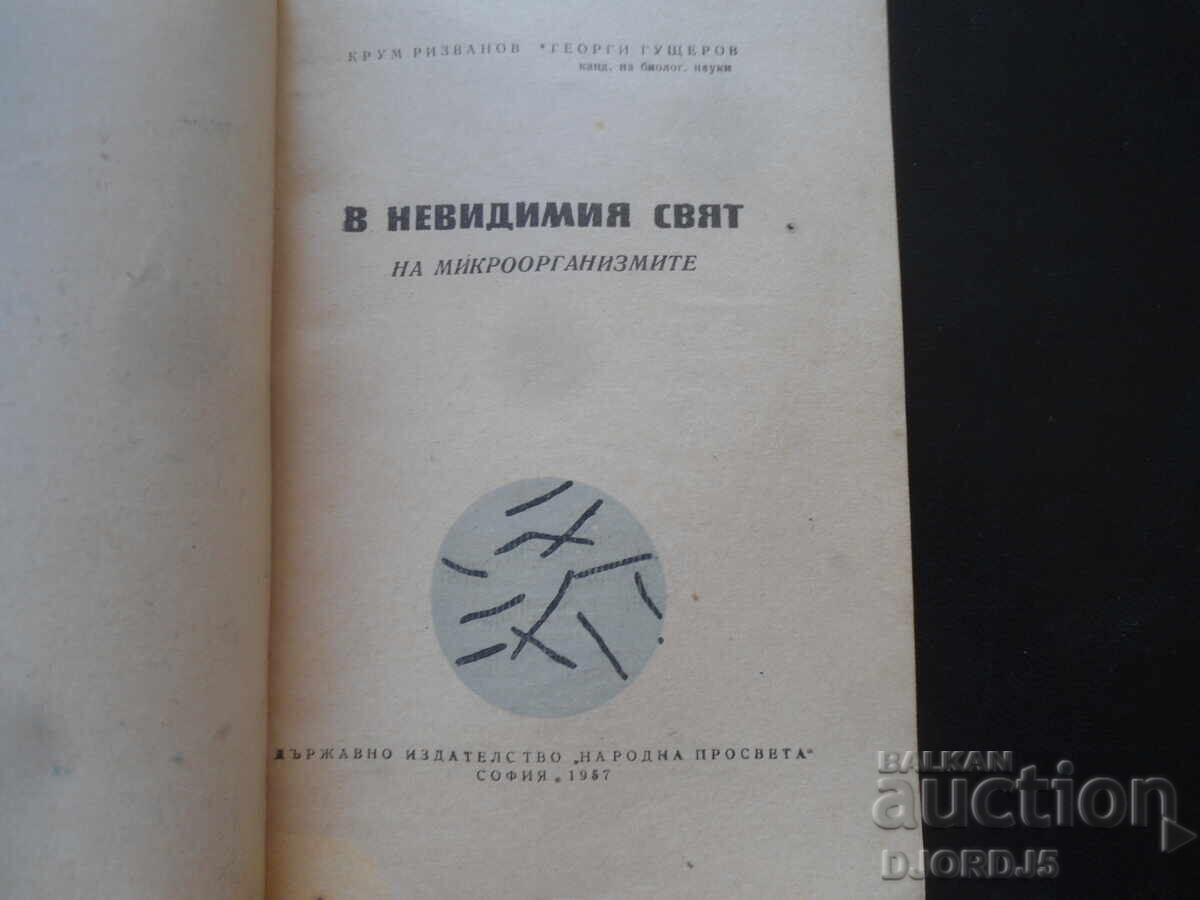 КРУМ РИЗВАНОВ * ГЕОРГИ ГУЩЕРОВ
канд. на биолог. науки
В НЕВИДИМИЯ СВЯТ
НА МИКРООРГАНИЗМИТЕ
ДЪРЖАВНО ИЗДАТЕЛСТВО „НАРОДНА ПРОСВЕТА“
СОФИЯ, 1957
BALKAN
auction
DJORDJ5